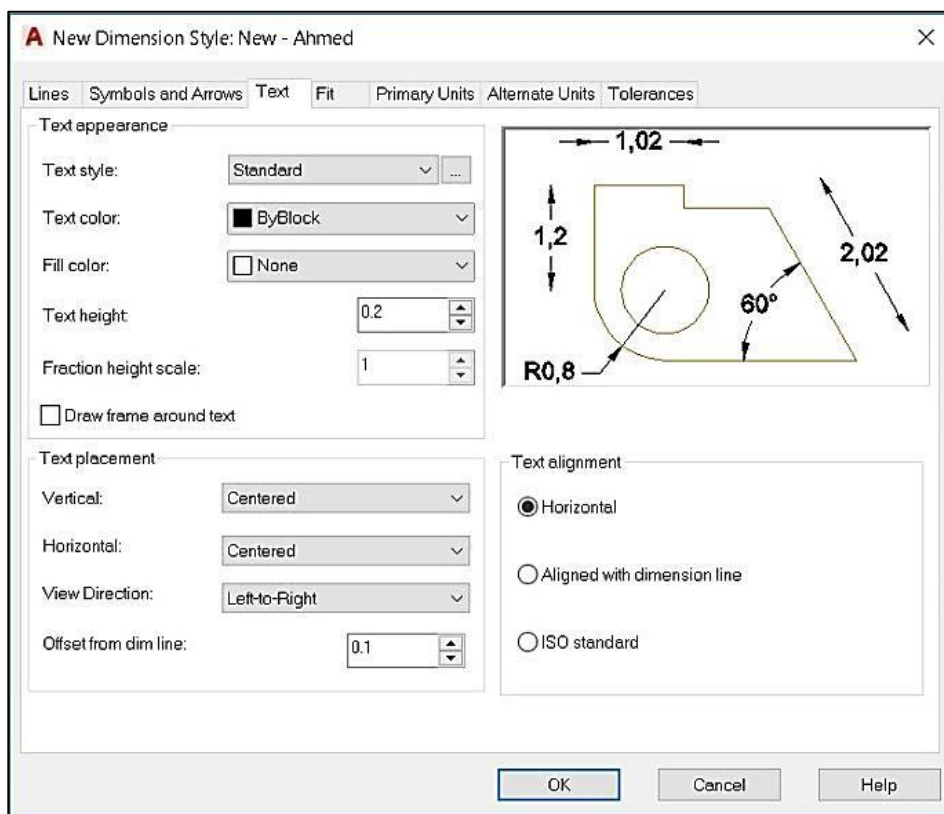 A New Dimension Style: New - Ahmed
Lines Symbols and Arrows Text Fit Primary Units Alternate Units Tolerances
Text appearance
Text style: Standard ...
Text color: ByBlock
Fill color: None
Text height: 0.2
Fraction height scale: 1
Draw frame around text
1,02
1,2
2,02
60°
R0,8
Text placement
Vertical: Centered
Horizontal: Centered
View Direction: Left-to-Right
Offset from dim line: 0.1
Text alignment
Horizontal
Aligned with dimension line
ISO standard
OK Cancel Help